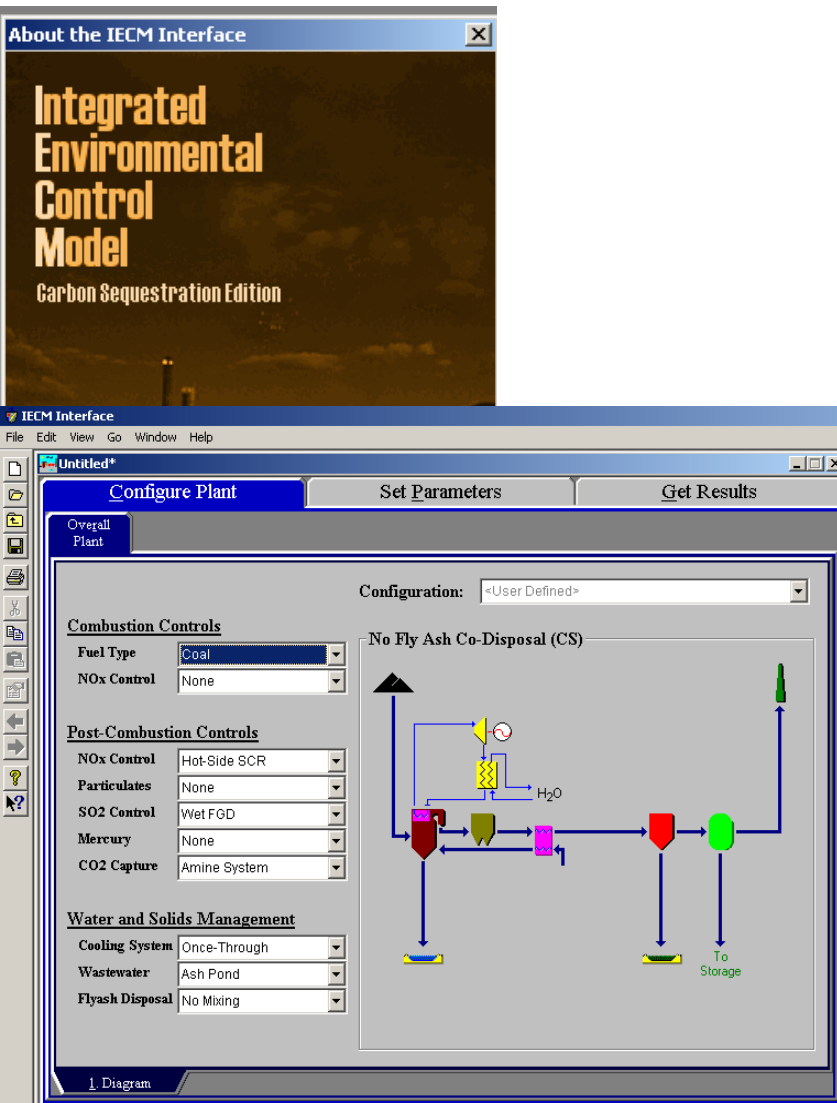 About the IECM Interface
Integrated
Environmental
Control
Model
Carbon Sequestration Edition
IECM Interface
File Edit View Go Window Help
Untitled*
Configure Plant Set Parameters Get Results
Overall
Plant
Configuration: <User Defined>
Combustion Controls
Fuel Type Coal
NOx Control None
Post-Combustion Controls
NOx Control Hot-Side SCR
Particulates None
SO2 Control Wet FGD
Mercury None
CO2 Capture Amine System
Water and Solids Management
Cooling System Once-Through
Wastewater Ash Pond
Flyash Disposal No Mixing
No Fly Ash Co-Disposal (CS)
H2O
To
Storage
1. Diagram